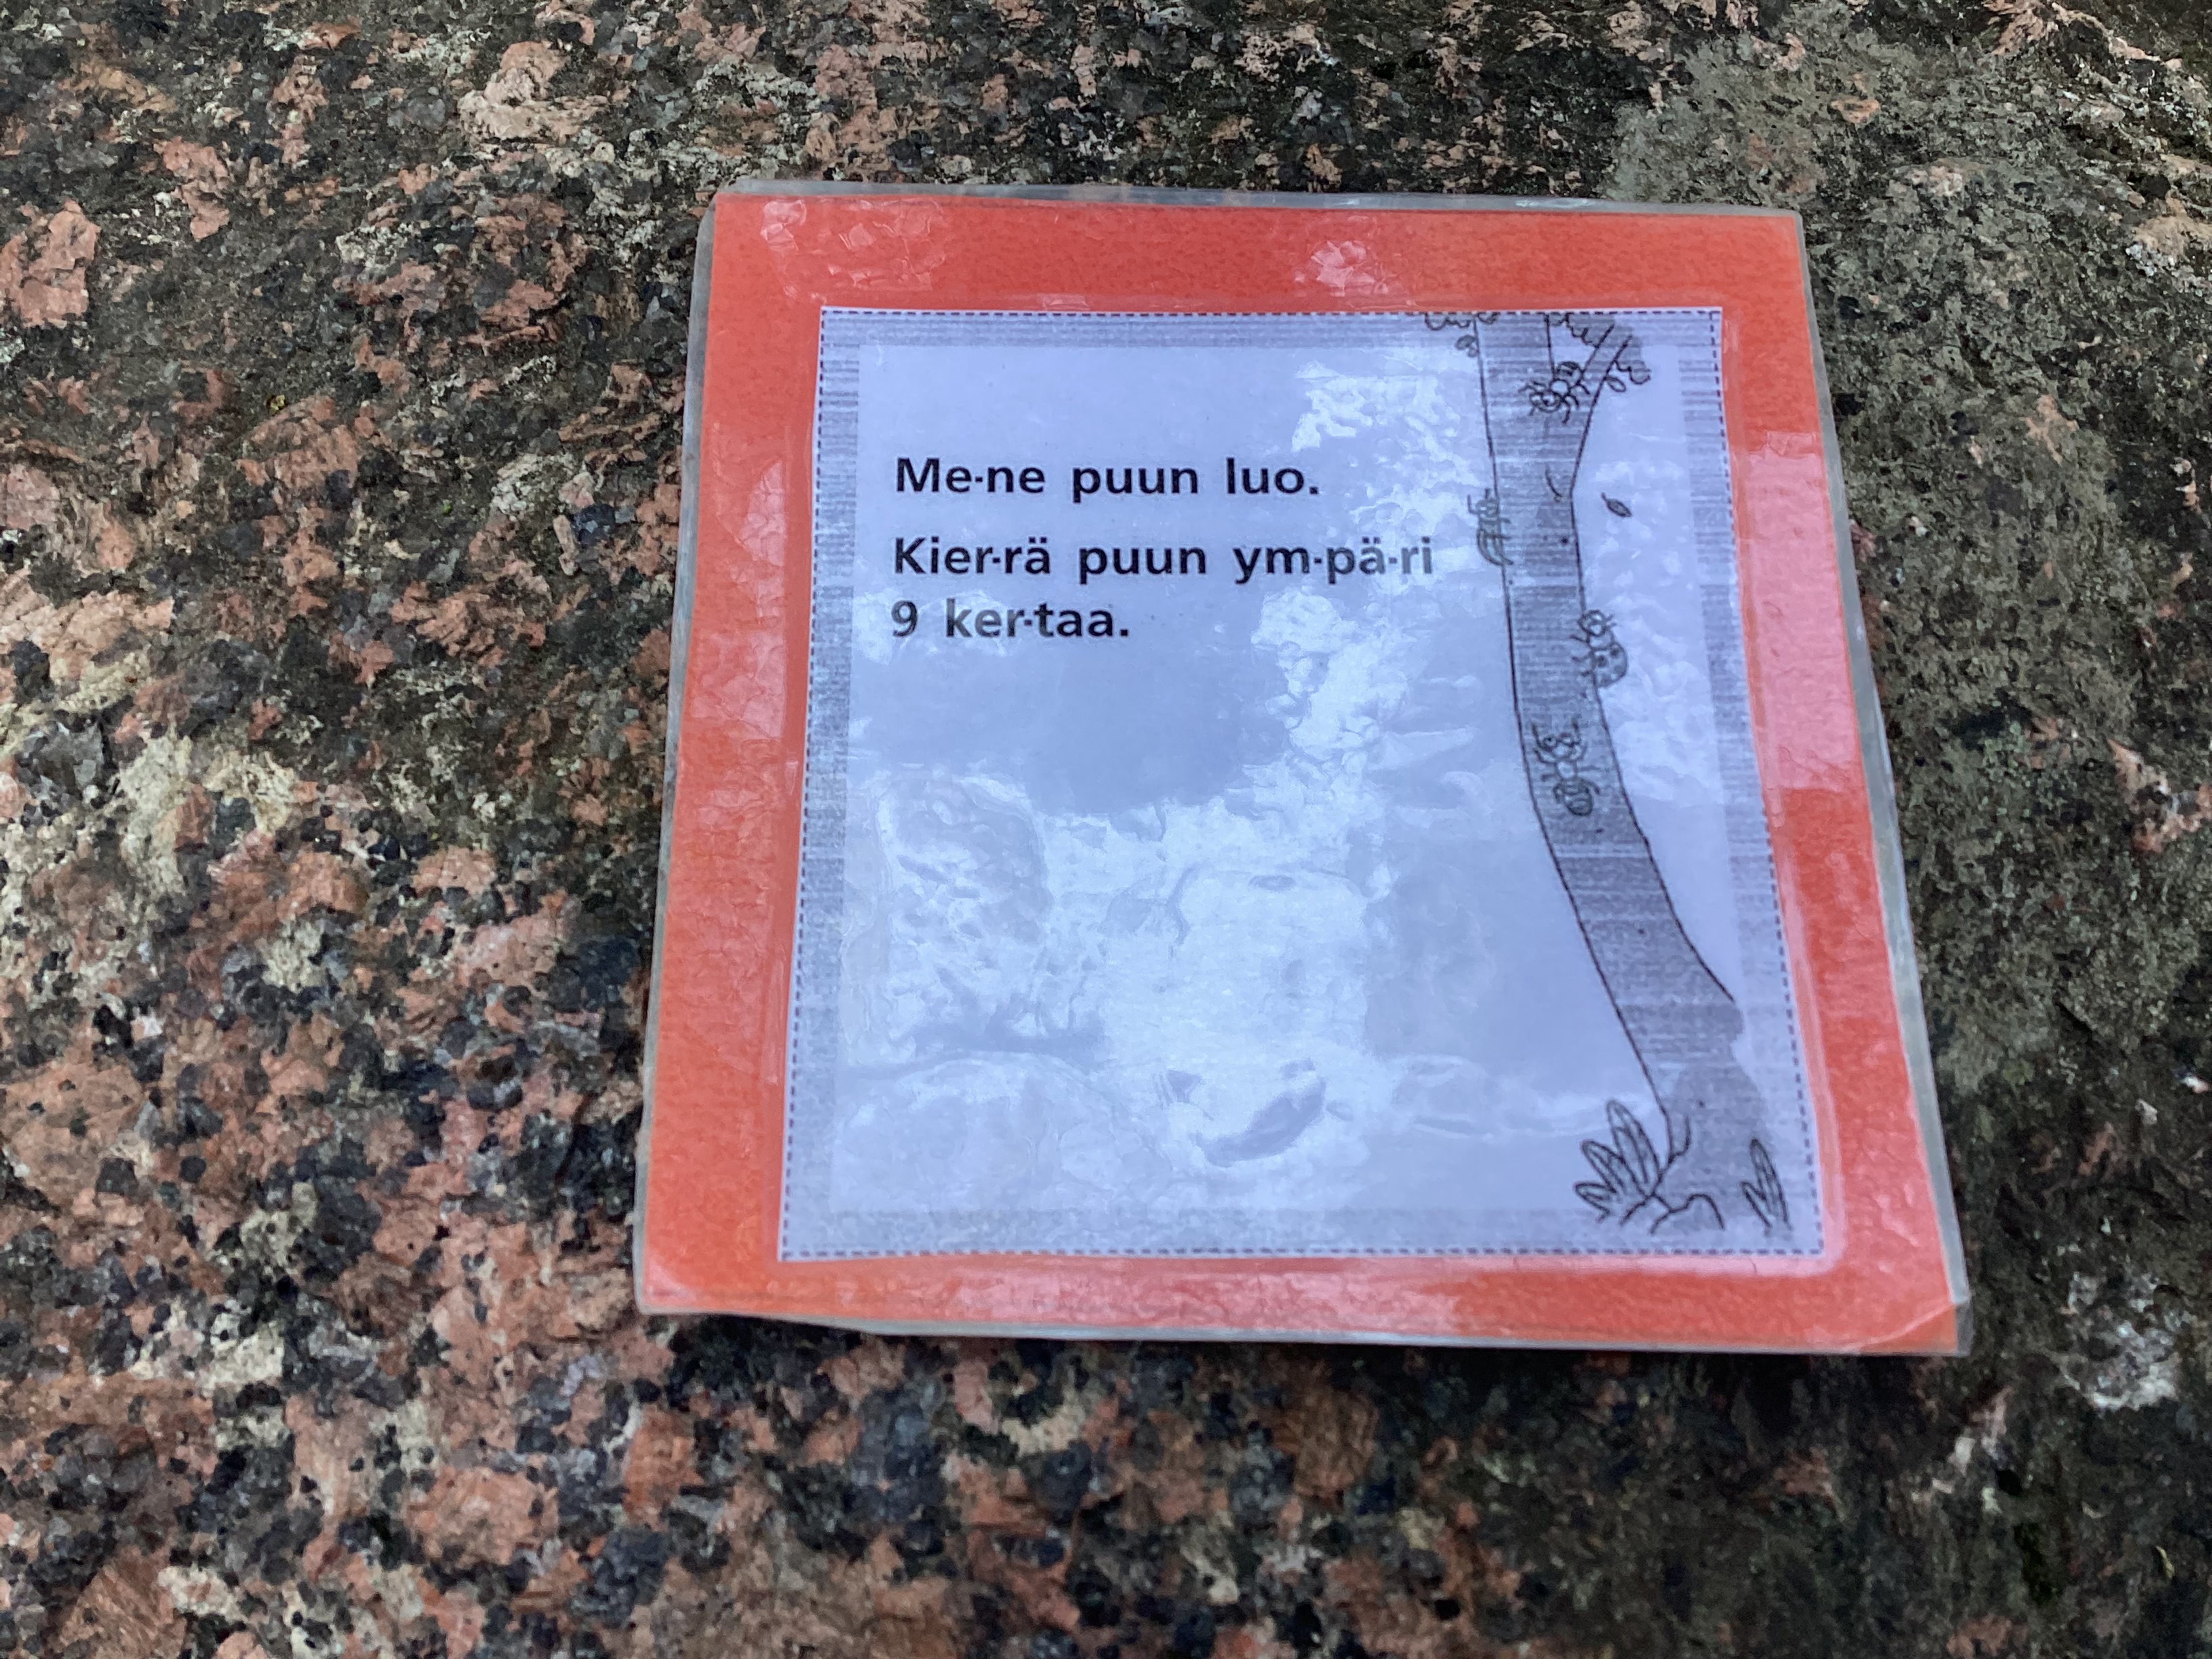 Me-ne puun luo.
Kier-rä puun ym-pä-ri
9 ker-taa.